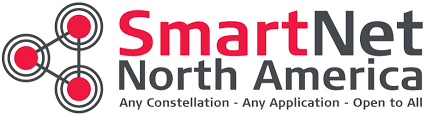 SmartNet
North America
Any Constellation - Any Application - Open to All